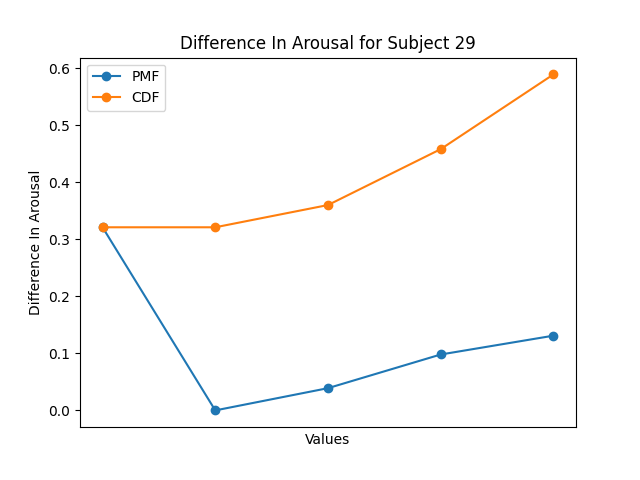 Difference In Arousal for Subject 29
PMF
CDF
0.6
0.5
0.4
0.3
0.2
0.1
0.0
Difference In Arousal
Values